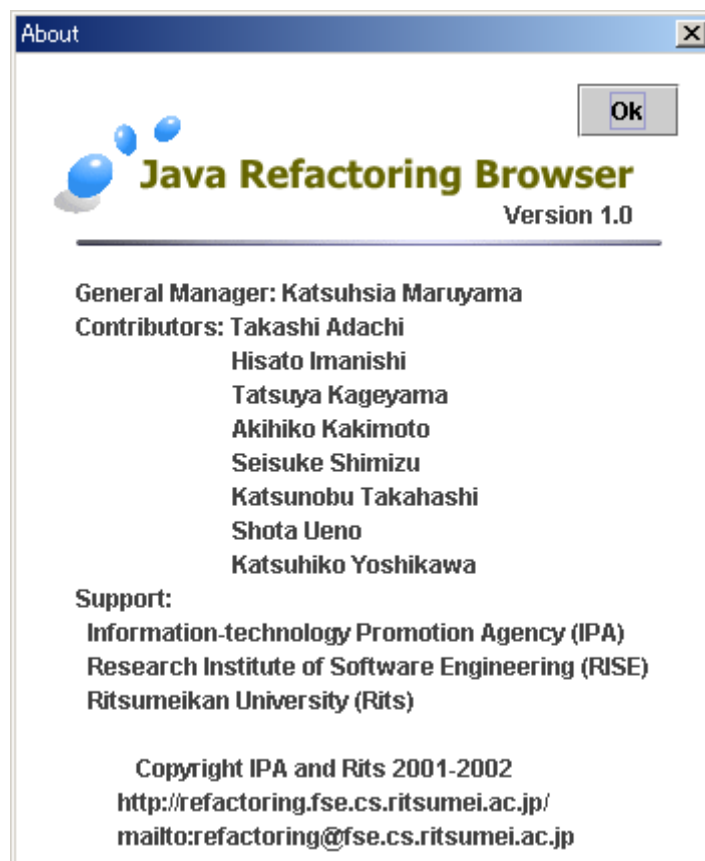 About
Ok
Java Refactoring Browser
Version 1.0
General Manager: Katsuhsia Maruyama
Contributors: Takashi Adachi
Hisato Imanishi
Tatsuya Kageyama
Akihiko Kakimoto
Seisuke Shimizu
Katsunobu Takahashi
Shota Ueno
Katsuhiko Yoshikawa
Support:
Information-technology Promotion Agency (IPA)
Research Institute of Software Engineering (RISE)
Ritsumeikan University (Rits)
Copyright IPA and Rits 2001-2002
http://refactoring.fse.cs.ritsumei.ac.jp/
mailto:refactoring@fse.cs.ritsumei.ac.jp